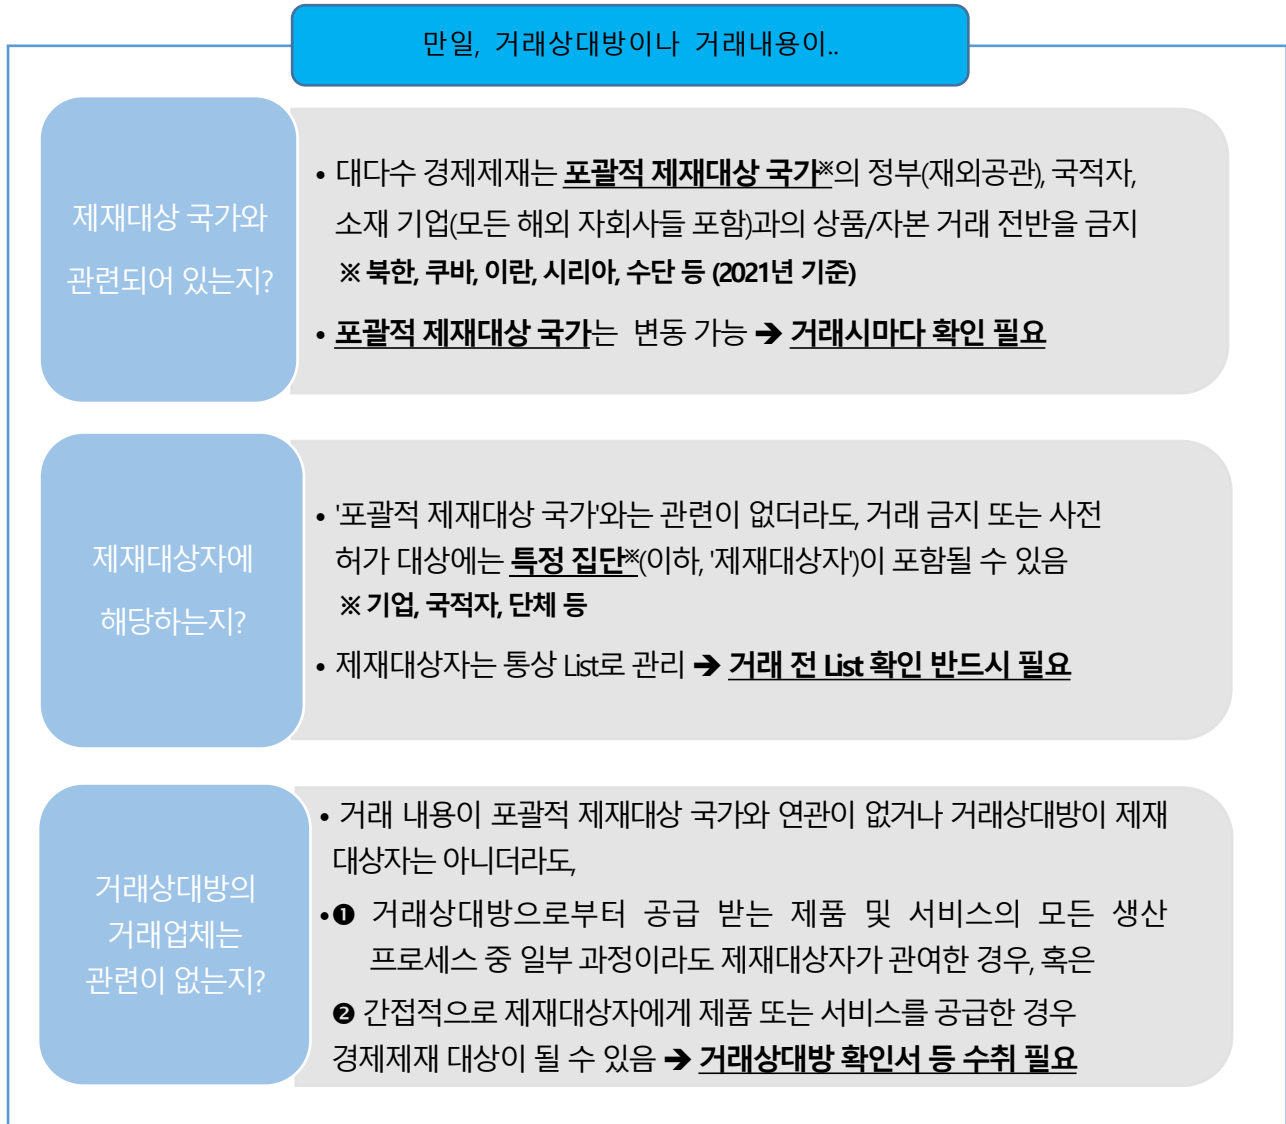 만일, 거래상대방이나 거래내용이..
제재대상 국가와
관련되어 있는지?
• 대다수 경제제재는 포괄적 제재대상 국가※의 정부(재외공관), 국적자,
소재 기업(모든 해외 자회사들 포함)과의 상품/자본 거래 전반을 금지
※ 북한, 쿠바, 이란, 시리아, 수단 등 (2021년 기준)
• 포괄적 제재대상 국가는 변동 가능 ➔ 거래시마다 확인 필요
제재대상자에
해당하는지?
• '포괄적 제재대상 국가'와는 관련이 없더라도, 거래 금지 또는 사전
허가 대상에는 특정 집단※(이하, '제재대상자')이 포함될 수 있음
※ 기업, 국적자, 단체 등
• 제재대상자는 통상 List로 관리 ➔ 거래 전 List 확인 반드시 필요
거래상대방의
거래업체는
관련이 없는지?
• 거래 내용이 포괄적 제재대상 국가와 연관이 없거나 거래상대방이 제재
대상자는 아니더라도,
•❶ 거래상대방으로부터 공급 받는 제품 및 서비스의 모든 생산
프로세스 중 일부 과정이라도 제재대상자가 관여한 경우, 혹은
❷ 간접적으로 제재대상자에게 제품 또는 서비스를 공급한 경우
경제제재 대상이 될 수 있음 ➔ 거래상대방 확인서 등 수취 필요